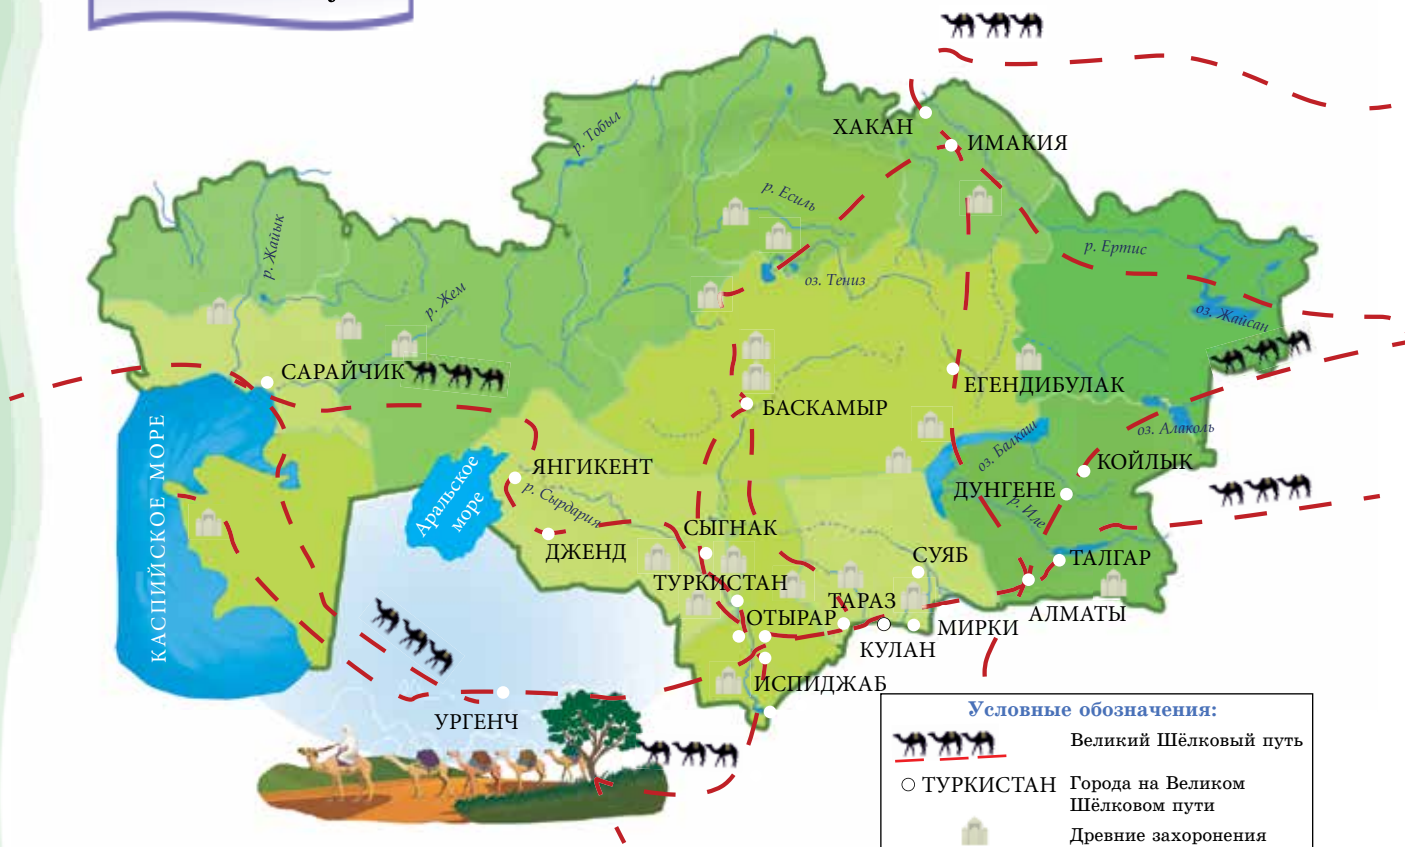 ХАКАН
ИМАКИЯ
р. Тобыл
р. Есиль
р. Жайык
р. Ертис
оз. Тениз
р. Жем
оз. Жайсан
САРАЙЧИК
ЕГЕНДИБУЛАК
БАСКАМЫР
оз. Алаколь
оз. Балкаш
КАСПИЙСКОЕ МОРЕ
Аральское
море
ЯНГИКЕНТ
КОЙЛЫК
ДУНГЕНЕ
р. Сырдария
р. Иле
СЫГНАК
ДЖЕНД
СУЯБ
ТАЛГАР
ТУРКИСТАН
ТАРАЗ
АЛМАТЫ
ОТЫРАР
МИРКИ
КУЛАН
ИСПИДЖАБ
УРГЕНЧ
Условные обозначения:
Великий Шёлковый путь
ТУРКИСТАН
Города на Великом
Шёлковом пути
Древние захоронения